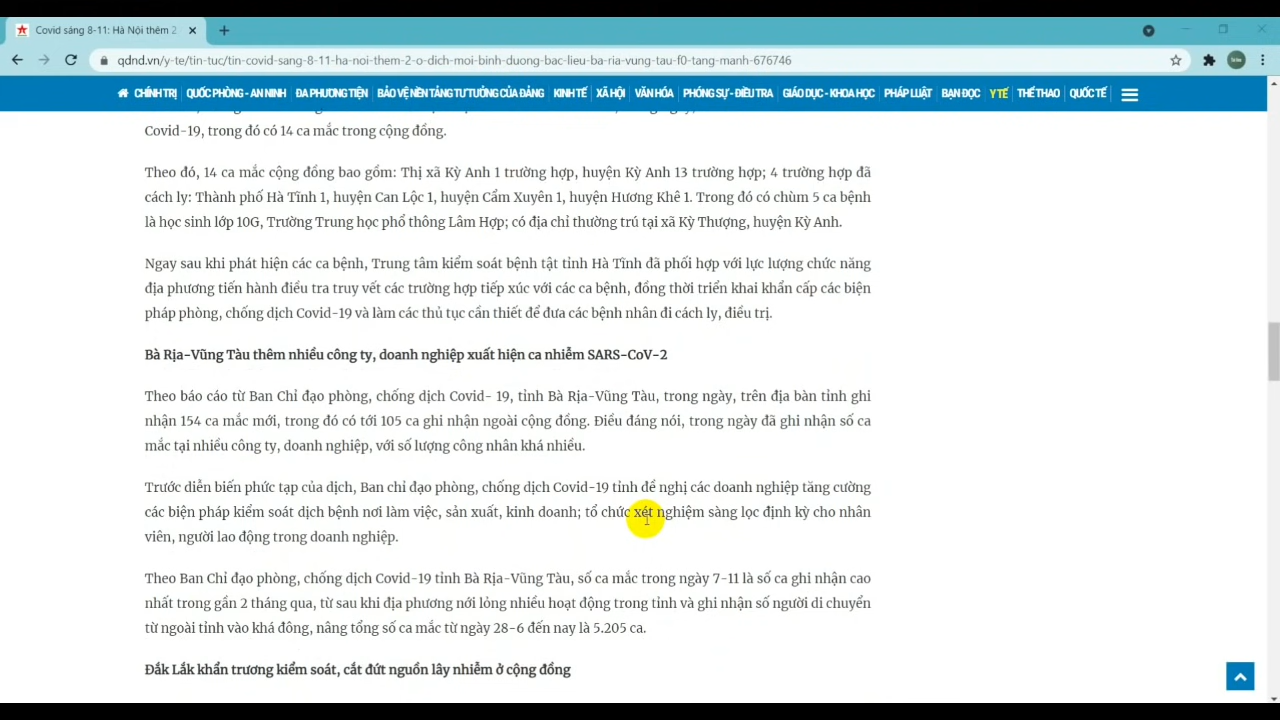 Covid sáng 8-11: Hà Nội thêm 2
qdnd.vn/y-te/tin-tuc/tin-covid-sang-8-11-ha-noi-them-2-o-dich-moi-binh-duong-bac-lieu-ba-ria-vung-tau-f0-tang-manh-676746
CHÍNH TRỊ QUỐC PHÒNG - AN NINH ĐA PHƯƠNG TIỆN BẢO VỆ NỀN TẢNG TƯ TƯỞNG CỦA ĐẢNG KINH TẾ XÃ HỘI VĂN HÓA PHÓNG SỰ - ĐIỀU TRA GIÁO DỤC - KHOA HỌC PHÁP LUẬT BẠN ĐỌC Y TẾ THỂ THAO QUỐC TẾ
Covid-19, trong đó có 14 ca mắc trong cộng đồng.
Theo đó, 14 ca mắc cộng đồng bao gồm: Thị xã Kỳ Anh 1 trường hợp, huyện Kỳ Anh 13 trường hợp; 4 trường hợp đã
cách ly: Thành phố Hà Tĩnh 1, huyện Can Lộc 1, huyện Cẩm Xuyên 1, huyện Hương Khê 1. Trong đó có chùm 5 ca bệnh
là học sinh lớp 10G, Trường Trung học phổ thông Lâm Hợp; có địa chỉ thường trú tại xã Kỳ Thượng, huyện Kỳ Anh.
Ngay sau khi phát hiện các ca bệnh, Trung tâm kiểm soát bệnh tật tỉnh Hà Tĩnh đã phối hợp với lực lượng chức năng
địa phương tiến hành điều tra truy vết các trường hợp tiếp xúc với các ca bệnh, đồng thời triển khai khẩn cấp các biện
pháp phòng, chống dịch Covid-19 và làm các thủ tục cần thiết để đưa các bệnh nhân đi cách ly, điều trị.
Bà Rịa-Vũng Tàu thêm nhiều công ty, doanh nghiệp xuất hiện ca nhiễm SARS-CoV-2
Theo báo cáo từ Ban Chỉ đạo phòng, chống dịch Covid- 19, tỉnh Bà Rịa-Vũng Tàu, trong ngày, trên địa bàn tỉnh ghi
nhận 154 ca mắc mới, trong đó có tới 105 ca ghi nhận ngoài cộng đồng. Điều đáng nói, trong ngày đã ghi nhận số ca
mắc tại nhiều công ty, doanh nghiệp, với số lượng công nhân khá nhiều.
Trước diễn biến phức tạp của dịch, Ban chỉ đạo phòng, chống dịch Covid-19 tỉnh đề nghị các doanh nghiệp tăng cường
các biện pháp kiểm soát dịch bệnh nơi làm việc, sản xuất, kinh doanh; tổ chức xét nghiệm sàng lọc định kỳ cho nhân
viên, người lao động trong doanh nghiệp.
Theo Ban Chỉ đạo phòng, chống dịch Covid-19 tỉnh Bà Rịa-Vũng Tàu, số ca mắc trong ngày 7-11 là số ca ghi nhận cao
nhất trong gần 2 tháng qua, từ sau khi địa phương nới lỏng nhiều hoạt động trong tỉnh và ghi nhận số người di chuyển
từ ngoài tỉnh vào khá đông, nâng tổng số ca mắc từ ngày 28-6 đến nay là 5.205 ca.
Đắk Lắk khẩn trương kiểm soát, cắt đứt nguồn lây nhiễm ở cộng đồng